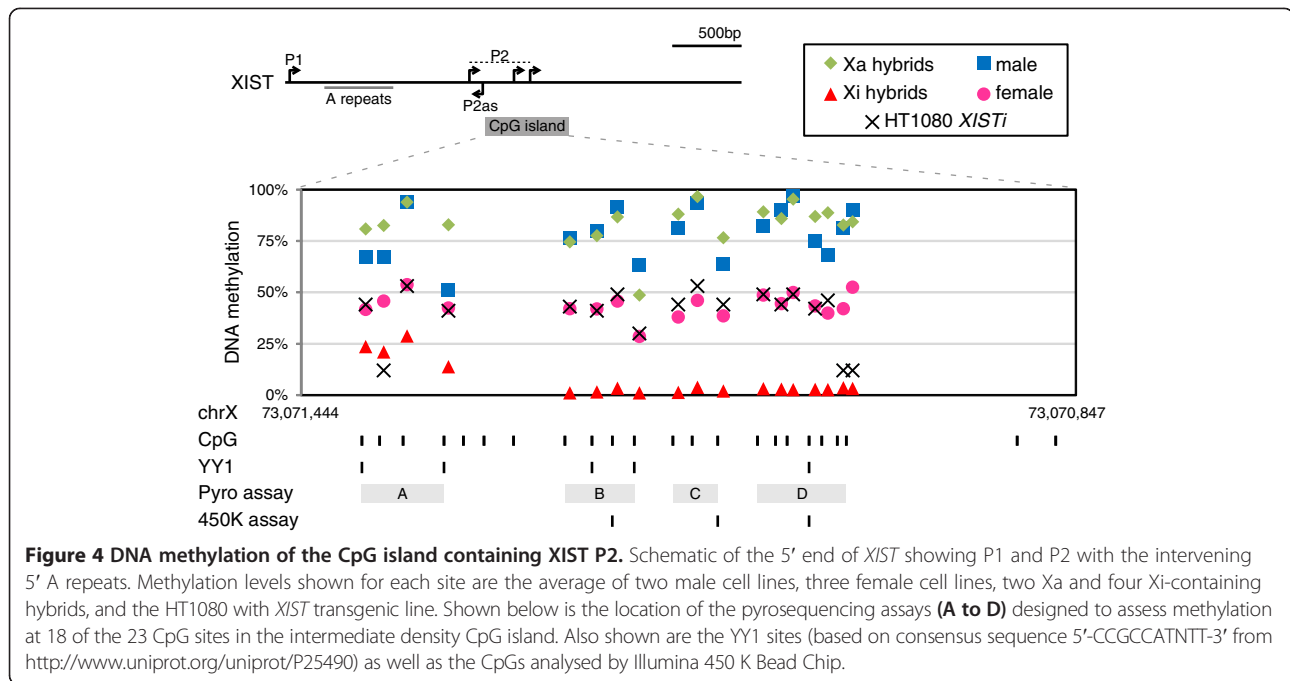 500bp
P1
P2
XIST
A repeats
P2as
CpG island
Xa hybrids
male
Xi hybrids
female
HT1080 XISTi
100%
75%
50%
25%
0%
DNA methylation
chrX 73,071,444 73,070,847
CpG
YY1
Pyro assay A B C D
450K assay
Figure 4 DNA methylation of the CpG island containing XIST P2. Schematic of the 5′ end of XIST showing P1 and P2 with the intervening
5′ A repeats. Methylation levels shown for each site are the average of two male cell lines, three female cell lines, two Xa and four Xi-containing
hybrids, and the HT1080 with XIST transgenic line. Shown below is the location of the pyrosequencing assays (A to D) designed to assess methylation
at 18 of the 23 CpG sites in the intermediate density CpG island. Also shown are the YY1 sites (based on consensus sequence 5′-CCGCCATNTT-3′ from
http://www.uniprot.org/uniprot/P25490) as well as the CpGs analysed by Illumina 450 K Bead Chip.